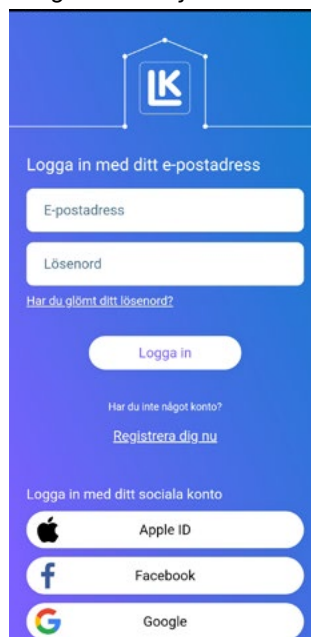 LK
Logga in med ditt e-postadress
E-postadress
Lösenord
Har du glömt ditt lösenord?
Logga in
Har du inte något konto?
Registrera dig nu
Logga in med ditt sociala konto
Apple ID
Facebook
Google